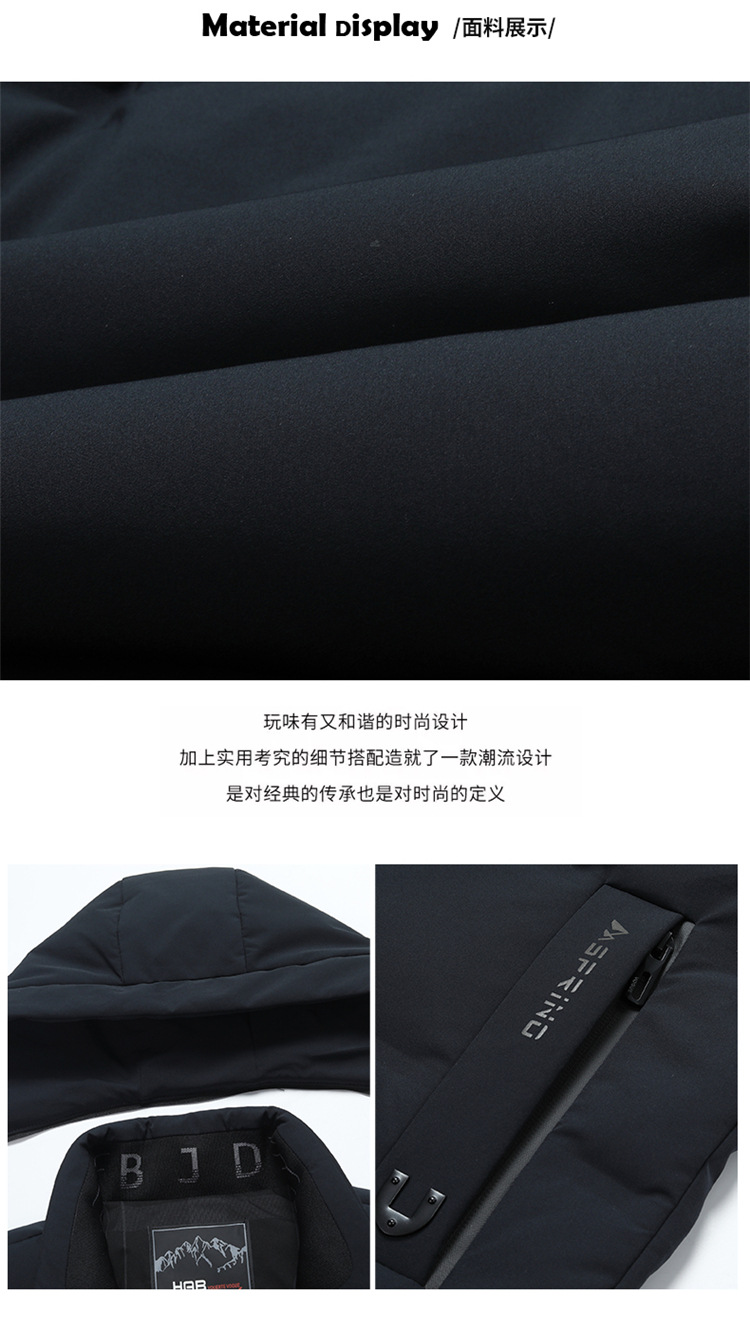 Material Display /面料展示/
玩味有又和谐的时尚设计
加上实用考究的细节搭配造就了一款潮流设计
是对经典的传承也是对时尚的定义
ASPRING
B J D
HQB